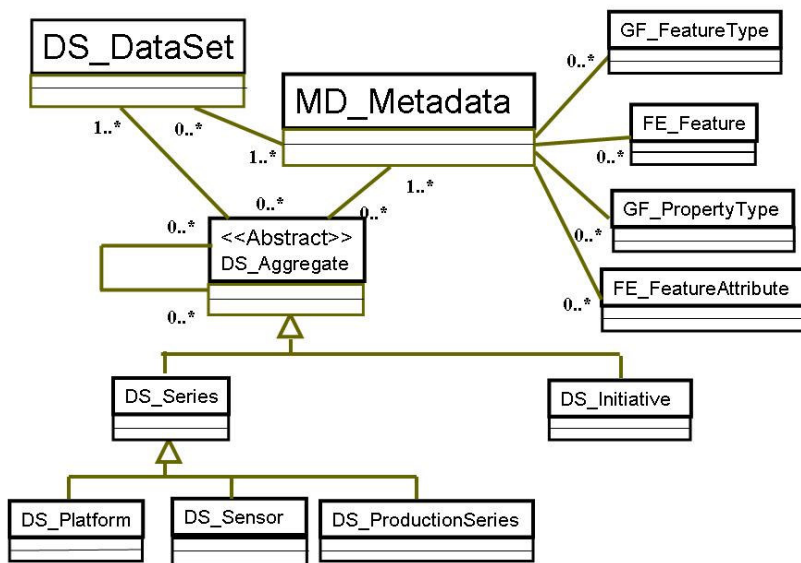 GF_FeatureType
DS_DataSet
0..*
MD_Metadata
FE_Feature
1..*
0..*
1..*
0..*
1..*
GF_PropertyType
0..*
0..*
0..*
<<Abstract>>
DS_Aggregate
0..*
FE_FeatureAttribute
0..*
0..*
DS_Series
DS_Initiative
DS_Platform
DS_Sensor
DS_ProductionSeries